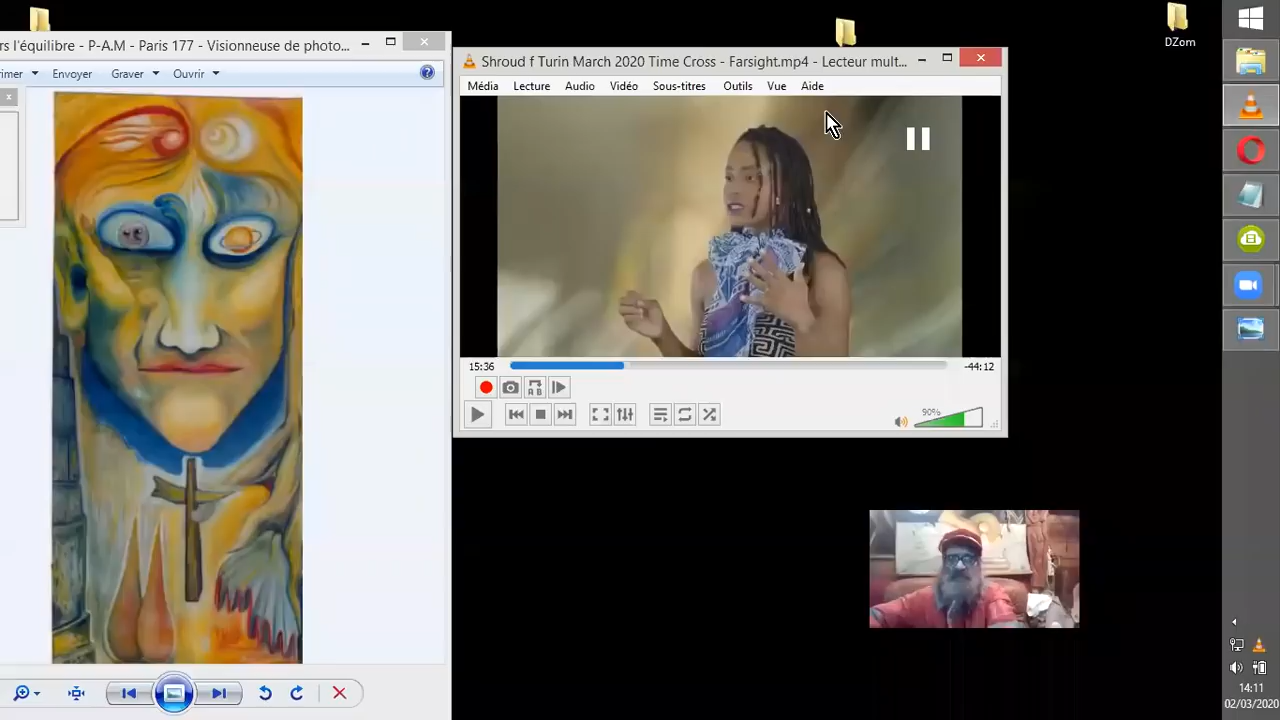 DZom
rs l'équilibre - P-A-M - Paris 177 - Visionneuse de photo...
rimer Envoyer Graver Ouvrir
Shroud f Turin March 2020 Time Cross - Farsight.mp4 - Lecteur mult...
Média Lecture Audio Vidéo Sous-titres Outils Vue Aide
15:36
-44:12
A B
90%
14:11
02/03/2020